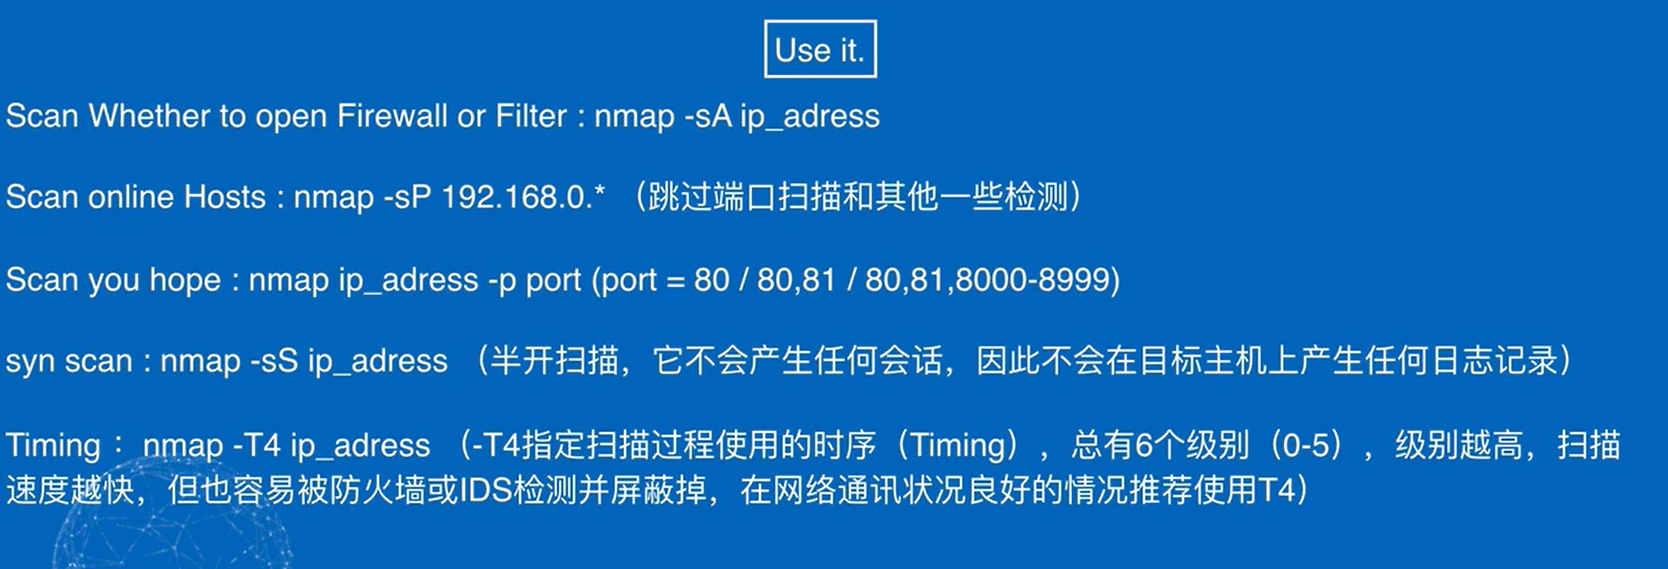 Use it.
Scan Whether to open Firewall or Filter : nmap -sA ip_adress
Scan online Hosts : nmap -sP 192.168.0.* （跳过端口扫描和其他一些检测）
Scan you hope : nmap ip_adress -p port (port = 80 / 80,81 / 80,81,8000-8999)
syn scan : nmap -sS ip_adress （半开扫描，它不会产生任何会话，因此不会在目标主机上产生任何日志记录）
Timing： nmap -T4 ip_adress （-T4指定扫描过程使用的时序（Timing），总有6个级别（0-5），级别越高，扫描
速度越快，但也容易被防火墙或IDS检测并屏蔽掉，在网络通讯状况良好的情况推荐使用T4）